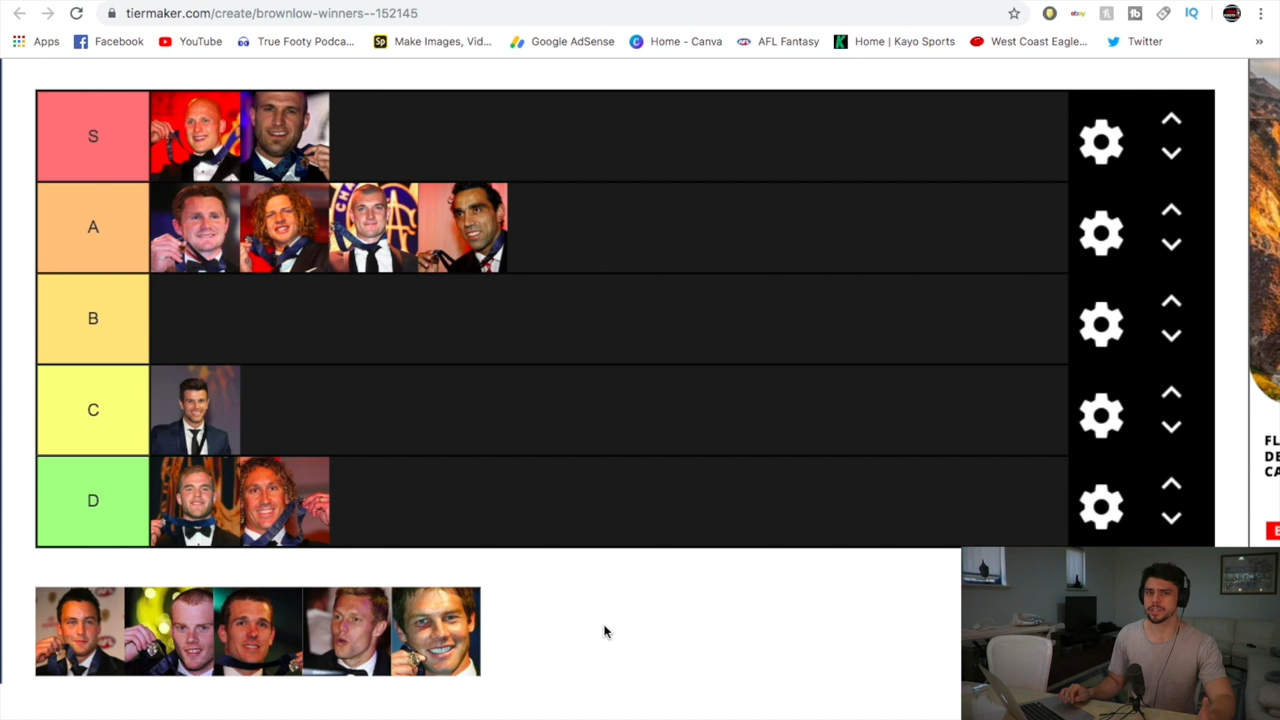 tiermaker.com/create/brownlow-winners--152145
Apps Facebook YouTube True Footy Podca... Make Images, Vid... Google AdSense Home - Canva AFL Fantasy Home | Kayo Sports West Coast Eagle... Twitter »
S
A
B
C
D
FL
DE
CA